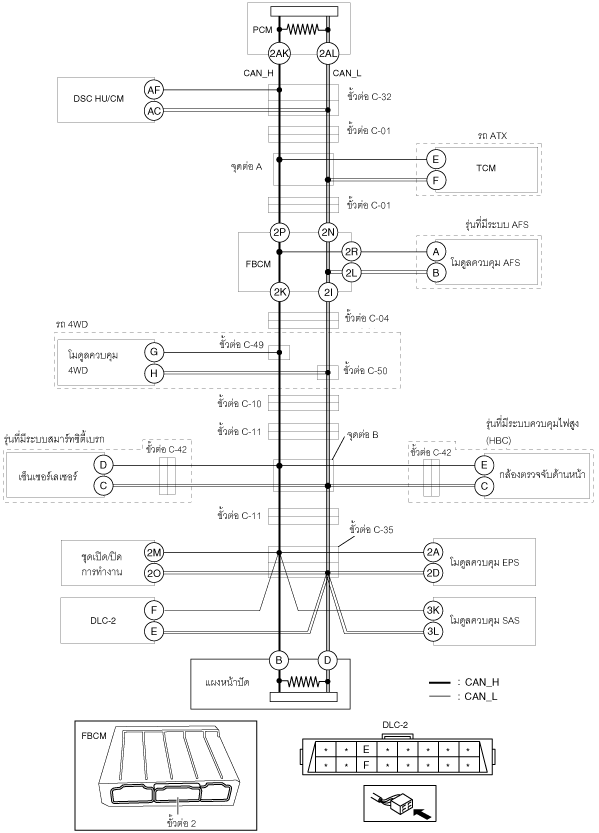 PCM
2AK 2AL
CAN_H CAN_L
DSC HU/CM AF
AC
ขั้วต่อ C-32
ขั้วต่อ C-01
รถ ATX
จุดต่อ A
E
F
TCM
ขั้วต่อ C-01
รุ่นที่มีระบบ AFS
2P 2N
FBCM
2R
2L
A
B
โมดูลควบคุม AFS
2K 2I
ขั้วต่อ C-04
รถ 4WD
ขั้วต่อ C-49
โมดูลควบคุม
4WD
G
H
ขั้วต่อ C-50
ขั้วต่อ C-10
ขั้วต่อ C-11
จุดต่อ B
รุ่นที่มีระบบสมาร์ทซิตี้เบรก
ขั้วต่อ C-42
รุ่นที่มีระบบควบคุมไฟสูง
(HBC)
ขั้วต่อ C-42
เซ็นเซอร์เลเซอร์
D
C
E
C
กล้องตรวจจับด้านหน้า
ขั้วต่อ C-11
ขั้วต่อ C-35
ชุดเปิด/ปิด
การทำงาน
2M
2O
2A
2D
โมดูลควบคุม EPS
DLC-2
F
E
3K
3L
โมดูลควบคุม SAS
B D
แผงหน้าปัด
: CAN_H
: CAN_L
FBCM
ขั้วต่อ 2
DLC-2
* * E * * * * *
* * F * * * * *